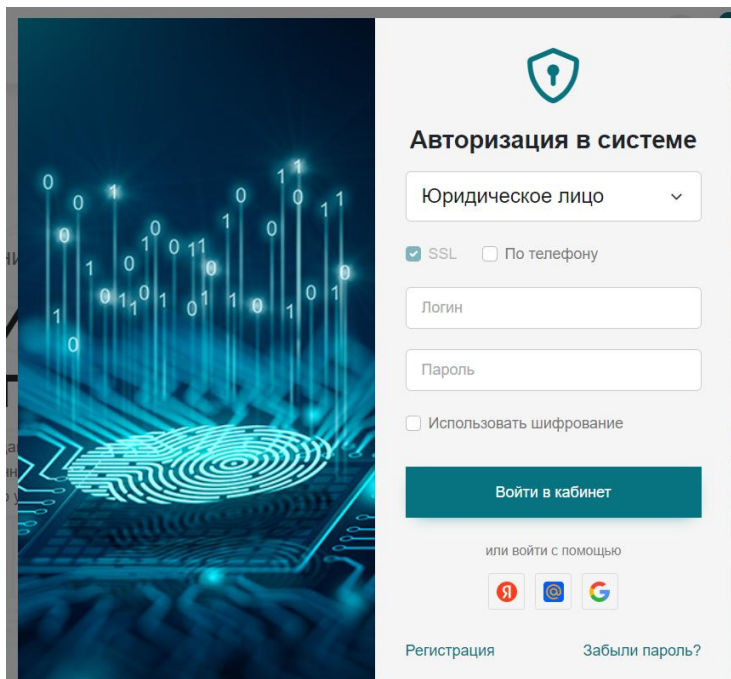 Авторизация в системе
Юридическое лицо
SSL По телефону
Логин
Пароль
Использовать шифрование
Войти в кабинет
или войти с помощью
Я @ G
Регистрация Забыли пароль?